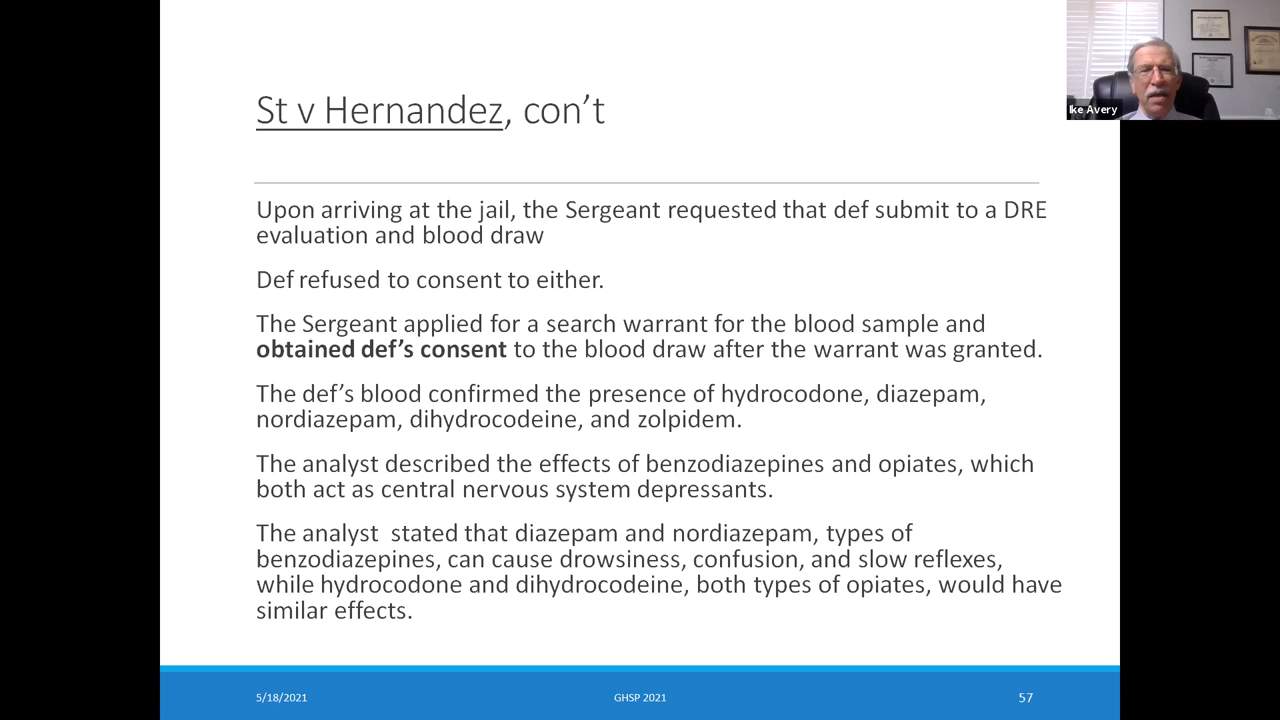 St v Hernandez, con’t
Ike Avery
Upon arriving at the jail, the Sergeant requested that def submit to a DRE
evaluation and blood draw
Def refused to consent to either.
The Sergeant applied for a search warrant for the blood sample and
obtained def’s consent to the blood draw after the warrant was granted.
The def’s blood confirmed the presence of hydrocodone, diazepam,
nordiazepam, dihydrocodeine, and zolpidem.
The analyst described the effects of benzodiazepines and opiates, which
both act as central nervous system depressants.
The analyst  stated that diazepam and nordiazepam, types of
benzodiazepines, can cause drowsiness, confusion, and slow reflexes,
while hydrocodone and dihydrocodeine, both types of opiates, would have
similar effects.
5/18/2021
GHSP 2021
57